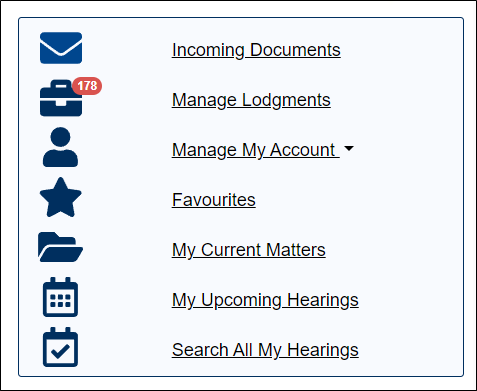 Incoming Documents
178
Manage Lodgments
Manage My Account
Favourites
My Current Matters
My Upcoming Hearings
Search All My Hearings